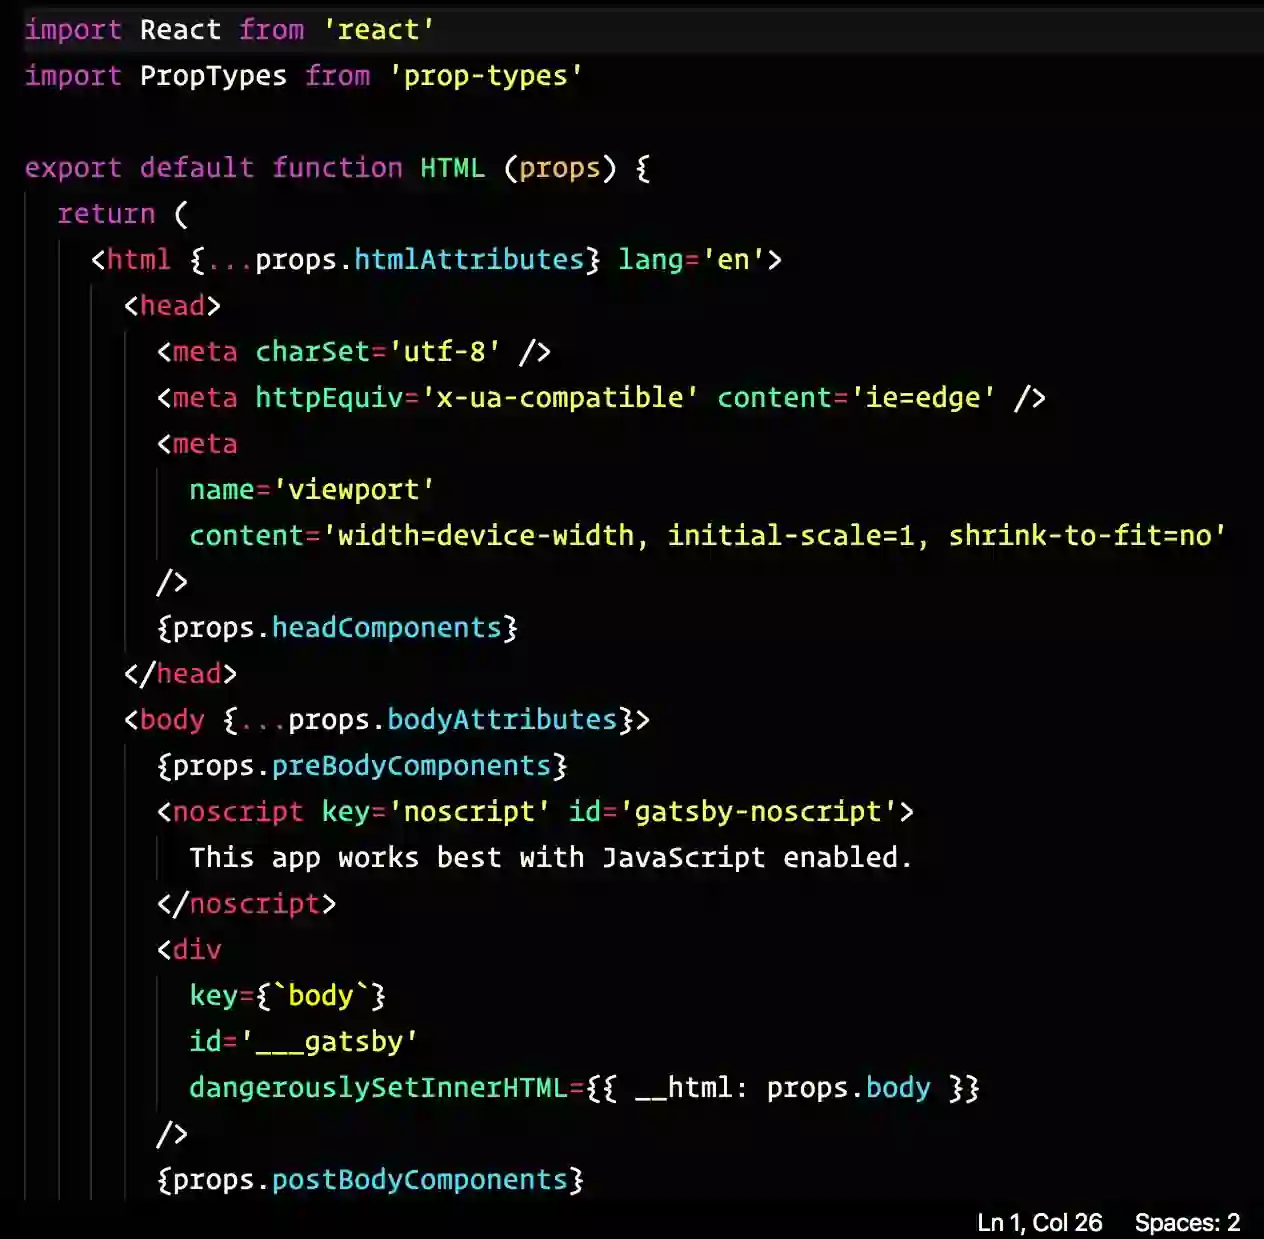 import React from 'react'
import PropTypes from 'prop-types'
export default function HTML (props) {
return (
<html {...props.htmlAttributes} lang='en'>
<head>
<meta charSet='utf-8' />
<meta httpEquiv='x-ua-compatible' content='ie=edge' />
<meta
name='viewport'
content='width=device-width, initial-scale=1, shrink-to-fit=no'
/>
{props.headComponents}
</head>
<body {...props.bodyAttributes}>
{props.preBodyComponents}
<noscript key='noscript' id='gatsby-noscript'>
This app works best with JavaScript enabled.
</noscript>
<div
key={`body`}
id='___gatsby'
dangerouslySetInnerHTML={{ __html: props.body }}
/>
{props.postBodyComponents}
Ln 1, Col 26 Spaces: 2